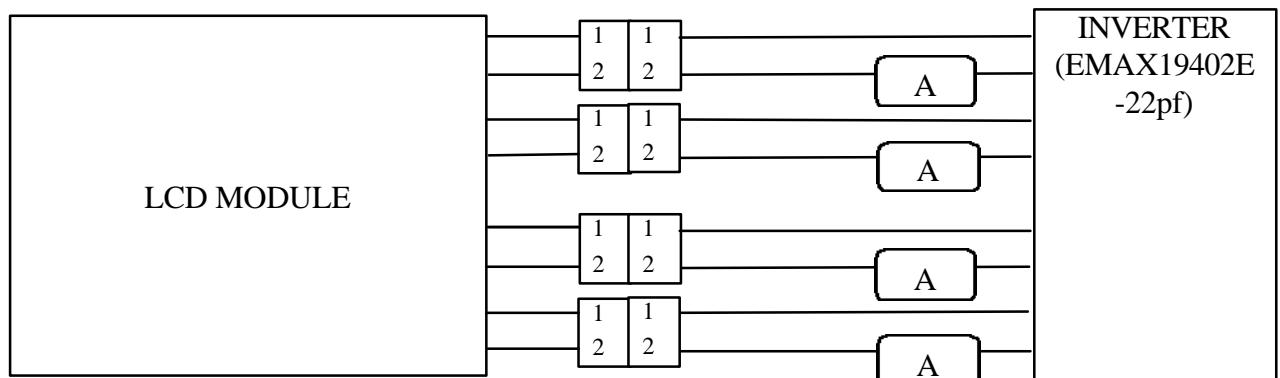 LCD MODULE
1 1
2 2
A
1 1
2 2
A
1 1
2 2
A
1 1
2 2
A
INVERTER
(EMAX19402E
-22pf)